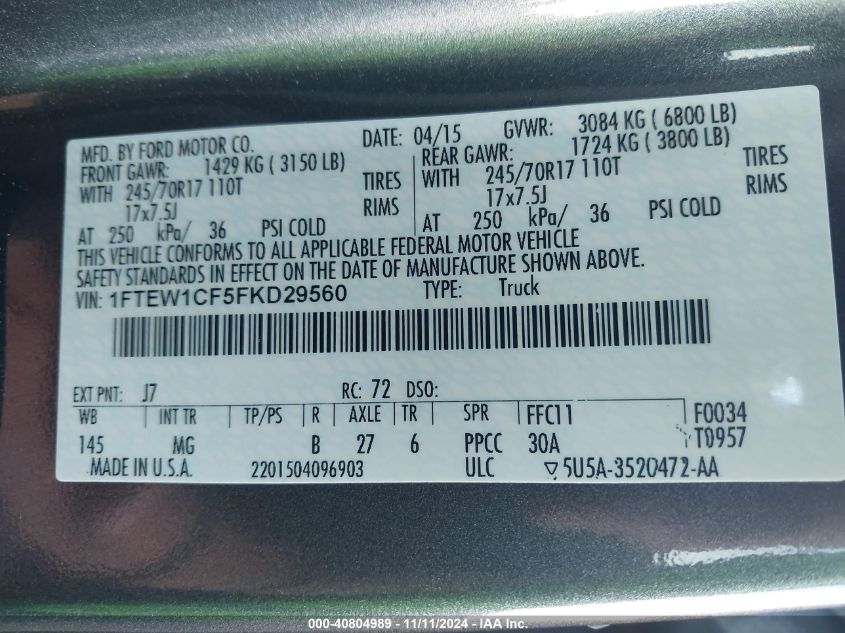 MFD. BY FORD MOTOR CO. DATE: 04/15 GVWR: 3084 KG ( 6800 LB)
FRONT GAWR: 1429 KG ( 3150 LB) REAR GAWR: 1724 KG ( 3800 LB)
WITH 245/70R17 110T TIRES WITH 245/70R17 110T TIRES
17x7.5J RIMS 17x7.5J RIMS
AT 250 kPa/ 36 PSI COLD AT 250 kPa/ 36 PSI COLD
THIS VEHICLE CONFORMS TO ALL APPLICABLE FEDERAL MOTOR VEHICLE
SAFETY STANDARDS IN EFFECT ON THE DATE OF MANUFACTURE SHOWN ABOVE.
VIN: 1FTEW1CF5FKD29560 TYPE: Truck
EXT PNT: J7 RC: 72 DSO:
WB INT TR TP/PS R AXLE TR SPR FFC11 F0034
145 MG B 27 6 PPCC 30A T0957
MADE IN U.S.A. 2201504096903 ULC ▽5U5A-3520472-AA
000-40804989 - 11/11/2024 - IAA Inc.